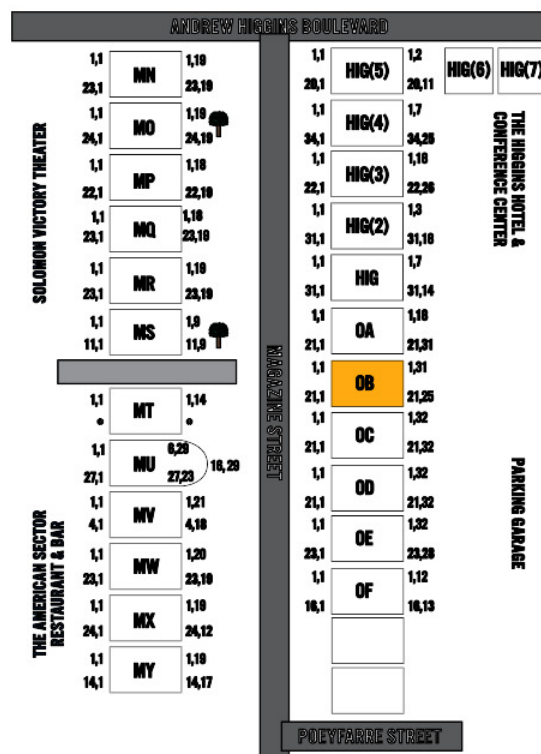 ANDREW HIGGINS BOULEVARD
SOLOMON VICTORY THEATER
1,1 1,19
MN
23,1 23,19
1,1 1,19
MO
24,1 24,19
1,1 1,18
MP
22,1 22,19
1,1 1,18
MQ
23,1 23,19
1,1 1,19
MR
23,1 23,19
1,1 1,9
MS
11,1 11,9
THE AMERICAN SECTOR
RESTAURANT & BAR
1,1 1,14
MT
1,1 6,29
MU 16,29
27,1 27,23
1,1 1,21
MV
4,1 4,18
1,1 1,20
MW
23,1 23,19
1,1 1,19
MX
24,1 24,12
1,1 1,19
MY
14,1 14,17
MAGAZINE STREET
1,1 1,2
HIG(5) HIG(6) HIG(7)
20,1 20,11
1,1 1,7
HIG(4)
34,1 34,25
1,1 1,16
HIG(3)
22,1 22,26
1,1 1,3
HIG(2)
31,1 31,16
1,1 1,7
HIG
31,1 31,14
1,1 1,16
OA
21,1 21,31
1,1 1,31
OB
21,1 21,25
1,1 1,32
OC
21,1 21,32
1,1 1,32
OD
21,1 21,32
1,1 1,32
OE
23,1 23,28
1,1 1,12
OF
16,1 16,13
THE HIGGINS HOTEL &
CONFERENCE CENTER
PARKING GARAGE
POEYFARRE STREET